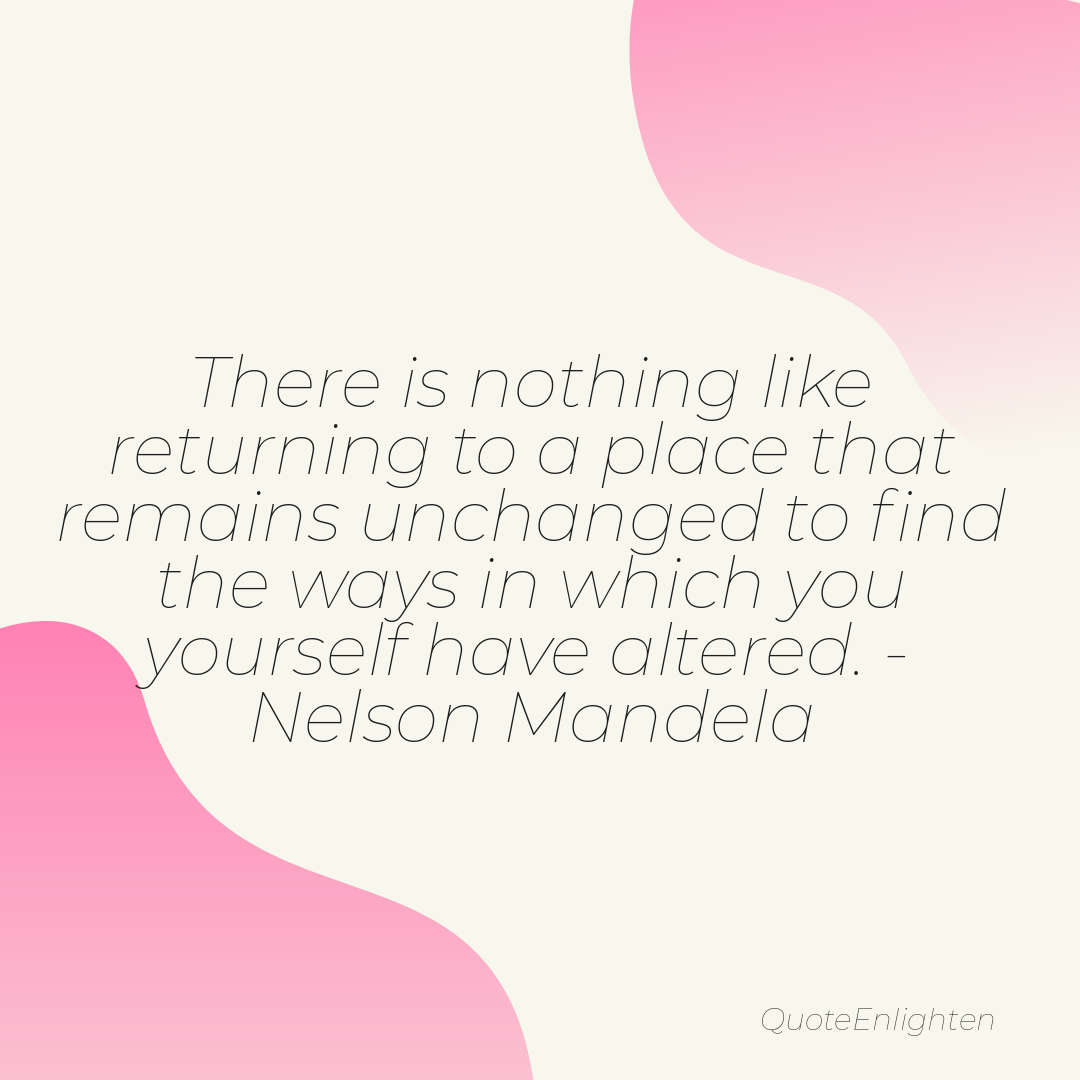 There is nothing like
returning to a place that
remains unchanged to find
the ways in which you
yourself have altered. -
Nelson Mandela
QuoteEnlighten